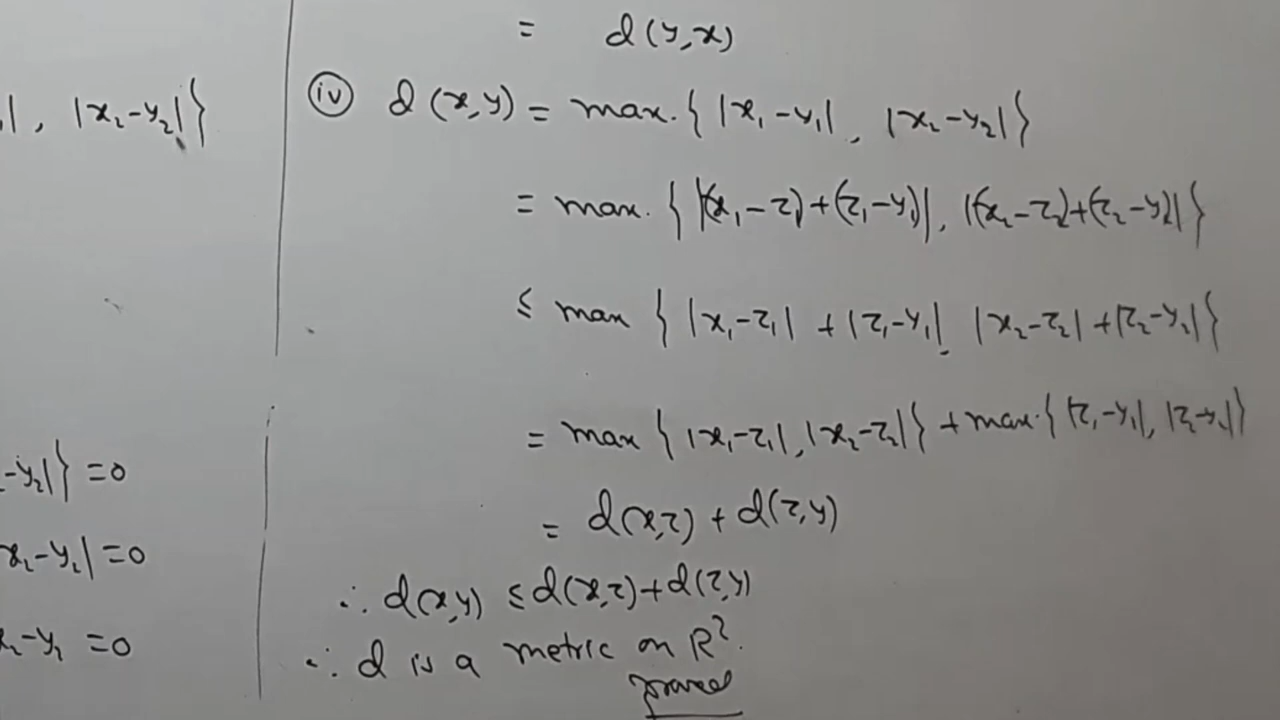 1|, |x₂-y₂|}
-y₂|} = 0
x₂-y₂| = 0
x₂-y₂ = 0
= d(y,x)
(iv) d(x,y) = max. { |x₁-y₁|, |x₂-y₂| }
= max. { |(x₁-z₁)+(z₁-y₁)|, |(x₂-z₂)+(z₂-y₂)| }
≤ max { |x₁-z₁| + |z₁-y₁|, |x₂-z₂| + |z₂-y₂| }
= max { |x₁-z₁|, |x₂-z₂| } + max. { |z₁-y₁|, |z₂-y₂| }
= d(x,z) + d(z,y)
∴ d(x,y) ≤ d(x,z) + d(z,y)
∴ d is a metric on R².
proved